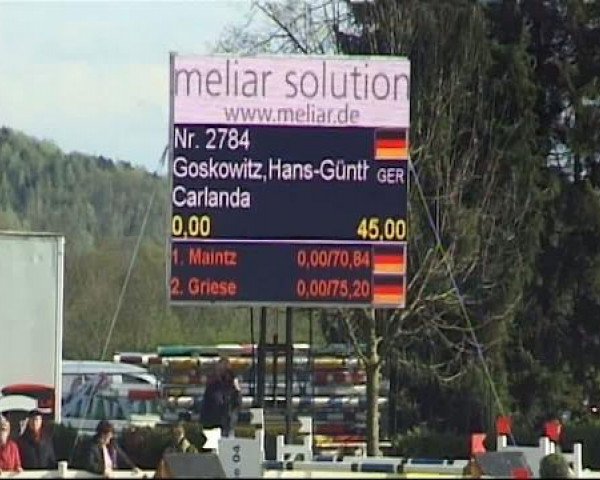 meliar solution
www.meliar.de
Nr. 2784
Goskowitz,Hans-Günth GER
Carlanda
0,00 45,00
1. Maintz 0,00/70,84
2. Griese 0,00/75,20